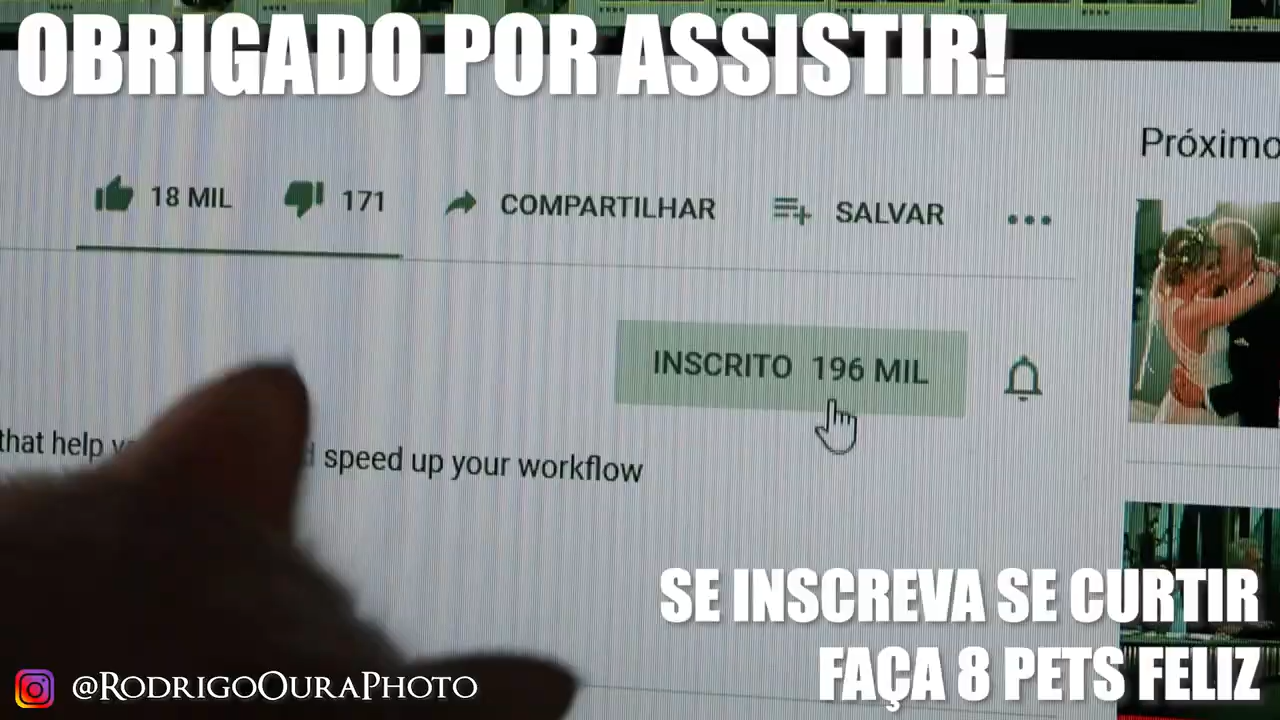 OBRIGADO POR ASSISTIR!
Próximo
18 MIL 171 COMPARTILHAR SALVAR ...
INSCRITO 196 MIL
that help speed up your workflow
SE INSCREVA SE CURTIR
FAÇA 8 PETS FELIZ
@RodrigoOuraPhoto